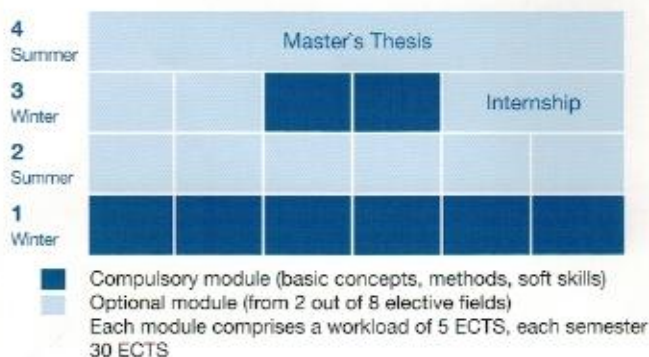 4
Summer
Master's Thesis
3
Winter
Internship
2
Summer
1
Winter
Compulsory module (basic concepts, methods, soft skills)
Optional module (from 2 out of 8 elective fields)
Each module comprises a workload of 5 ECTS, each semester
30 ECTS